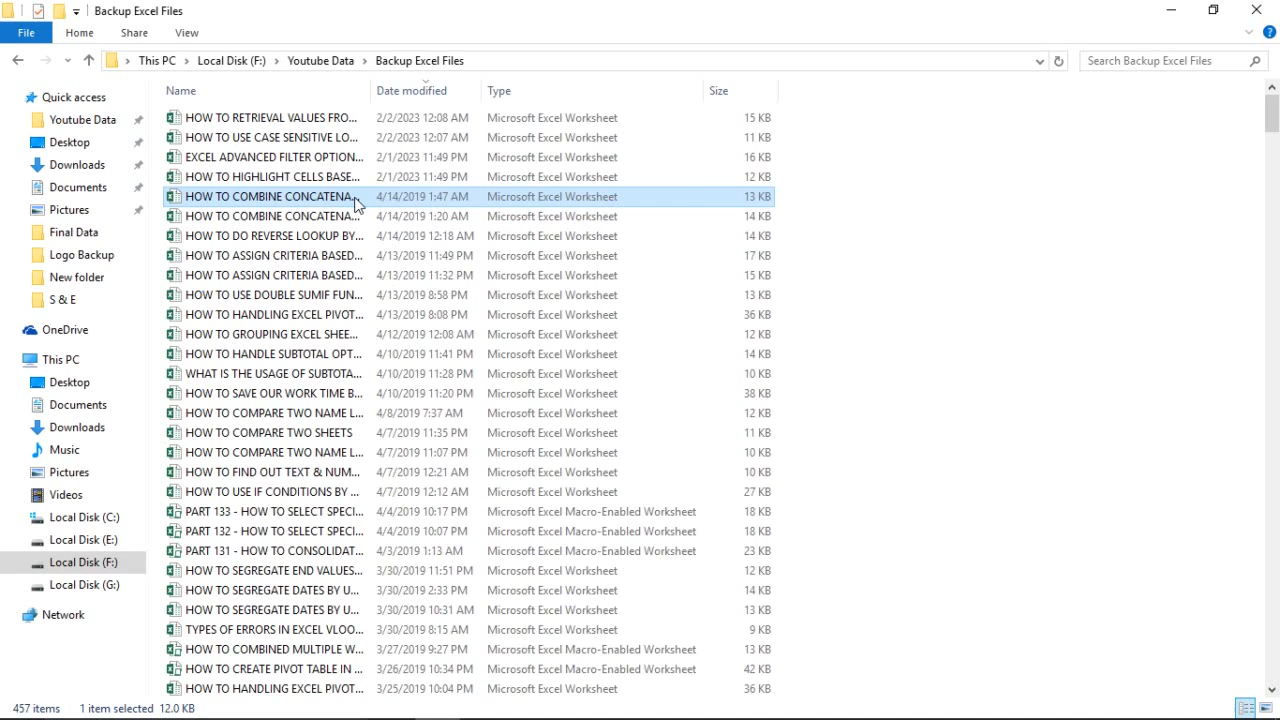 Backup Excel Files
File Home Share View
This PC Local Disk (F:) Youtube Data Backup Excel Files Search Backup Excel Files
Name Date modified Type Size
Quick access
Youtube Data
Desktop
Downloads
Documents
Pictures
Final Data
Logo Backup
New folder
S & E
OneDrive
This PC
Desktop
Documents
Downloads
Music
Pictures
Videos
Local Disk (C:)
Local Disk (E:)
Local Disk (F:)
Local Disk (G:)
Network
HOW TO RETRIEVAL VALUES FRO... 2/2/2023 12:08 AM Microsoft Excel Worksheet 15 KB
HOW TO USE CASE SENSITIVE LO... 2/2/2023 12:07 AM Microsoft Excel Worksheet 11 KB
EXCEL ADVANCED FILTER OPTION... 2/1/2023 11:49 PM Microsoft Excel Worksheet 16 KB
HOW TO HIGHLIGHT CELLS BASE... 2/1/2023 11:49 PM Microsoft Excel Worksheet 12 KB
HOW TO COMBINE CONCATENA... 4/14/2019 1:47 AM Microsoft Excel Worksheet 13 KB
HOW TO COMBINE CONCATENA... 4/14/2019 1:20 AM Microsoft Excel Worksheet 14 KB
HOW TO DO REVERSE LOOKUP BY... 4/14/2019 12:18 AM Microsoft Excel Worksheet 14 KB
HOW TO ASSIGN CRITERIA BASED... 4/13/2019 11:49 PM Microsoft Excel Worksheet 17 KB
HOW TO ASSIGN CRITERIA BASED... 4/13/2019 11:32 PM Microsoft Excel Worksheet 15 KB
HOW TO USE DOUBLE SUMIF FUN... 4/13/2019 8:58 PM Microsoft Excel Worksheet 13 KB
HOW TO HANDLING EXCEL PIVOT... 4/13/2019 8:08 PM Microsoft Excel Worksheet 36 KB
HOW TO GROUPING EXCEL SHEE... 4/12/2019 12:08 AM Microsoft Excel Worksheet 12 KB
HOW TO HANDLE SUBTOTAL OPT... 4/10/2019 11:41 PM Microsoft Excel Worksheet 14 KB
WHAT IS THE USAGE OF SUBTOTA... 4/10/2019 11:28 PM Microsoft Excel Worksheet 10 KB
HOW TO SAVE OUR WORK TIME B... 4/10/2019 11:20 PM Microsoft Excel Worksheet 38 KB
HOW TO COMPARE TWO NAME L... 4/8/2019 7:37 AM Microsoft Excel Worksheet 12 KB
HOW TO COMPARE TWO SHEETS 4/7/2019 11:35 PM Microsoft Excel Worksheet 11 KB
HOW TO COMPARE TWO NAME L... 4/7/2019 11:07 PM Microsoft Excel Worksheet 10 KB
HOW TO FIND OUT TEXT & NUM... 4/7/2019 12:21 AM Microsoft Excel Worksheet 10 KB
HOW TO USE IF CONDITIONS BY ... 4/7/2019 12:12 AM Microsoft Excel Worksheet 27 KB
PART 133 - HOW TO SELECT SPECI... 4/4/2019 10:17 PM Microsoft Excel Macro-Enabled Worksheet 18 KB
PART 132 - HOW TO SELECT SPECI... 4/4/2019 10:07 PM Microsoft Excel Macro-Enabled Worksheet 18 KB
PART 131 - HOW TO CONSOLIDAT... 4/3/2019 1:13 AM Microsoft Excel Macro-Enabled Worksheet 23 KB
HOW TO SEGREGATE END VALUES... 3/30/2019 11:51 PM Microsoft Excel Worksheet 12 KB
HOW TO SEGREGATE DATES BY U... 3/30/2019 2:33 PM Microsoft Excel Worksheet 14 KB
HOW TO SEGREGATE DATES BY U... 3/30/2019 10:31 AM Microsoft Excel Worksheet 13 KB
TYPES OF ERRORS IN EXCEL VLOO... 3/30/2019 8:15 AM Microsoft Excel Worksheet 9 KB
HOW TO COMBINED MULTIPLE W... 3/27/2019 9:27 PM Microsoft Excel Macro-Enabled Worksheet 13 KB
HOW TO CREATE PIVOT TABLE IN ... 3/26/2019 10:34 PM Microsoft Excel Macro-Enabled Worksheet 42 KB
HOW TO HANDLING EXCEL PIVOT... 3/25/2019 10:04 PM Microsoft Excel Worksheet 36 KB
457 items 1 item selected 12.0 KB